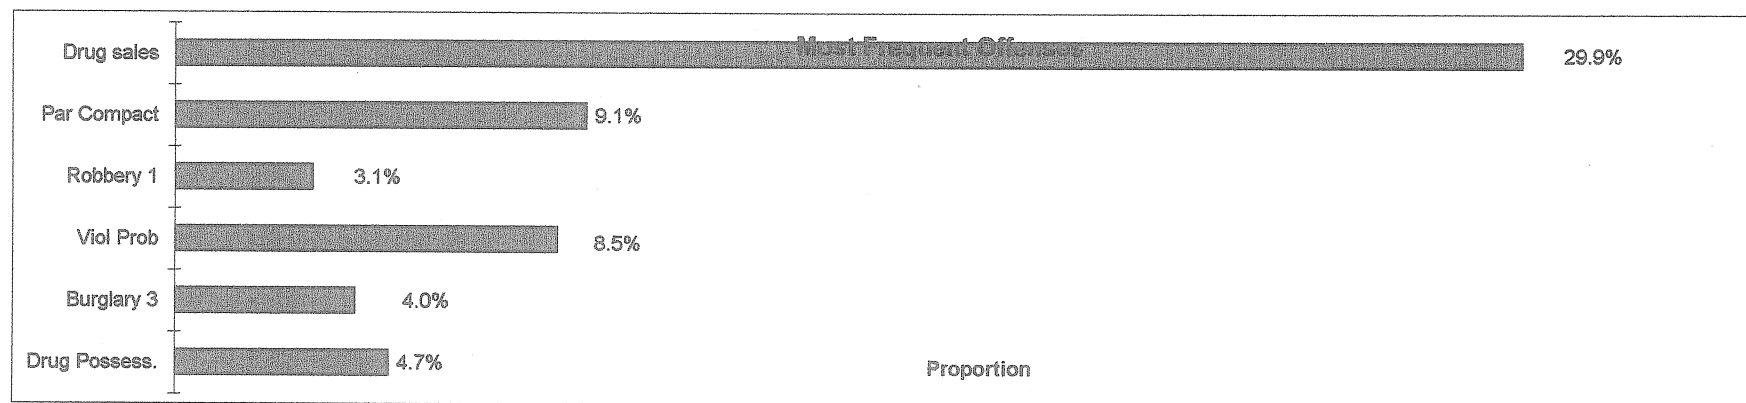 Most Frequent Offenses
Drug sales 29.9%
Par Compact 9.1%
Robbery 1 3.1%
Viol Prob 8.5%
Burglary 3 4.0%
Drug Possess. 4.7%
Proportion